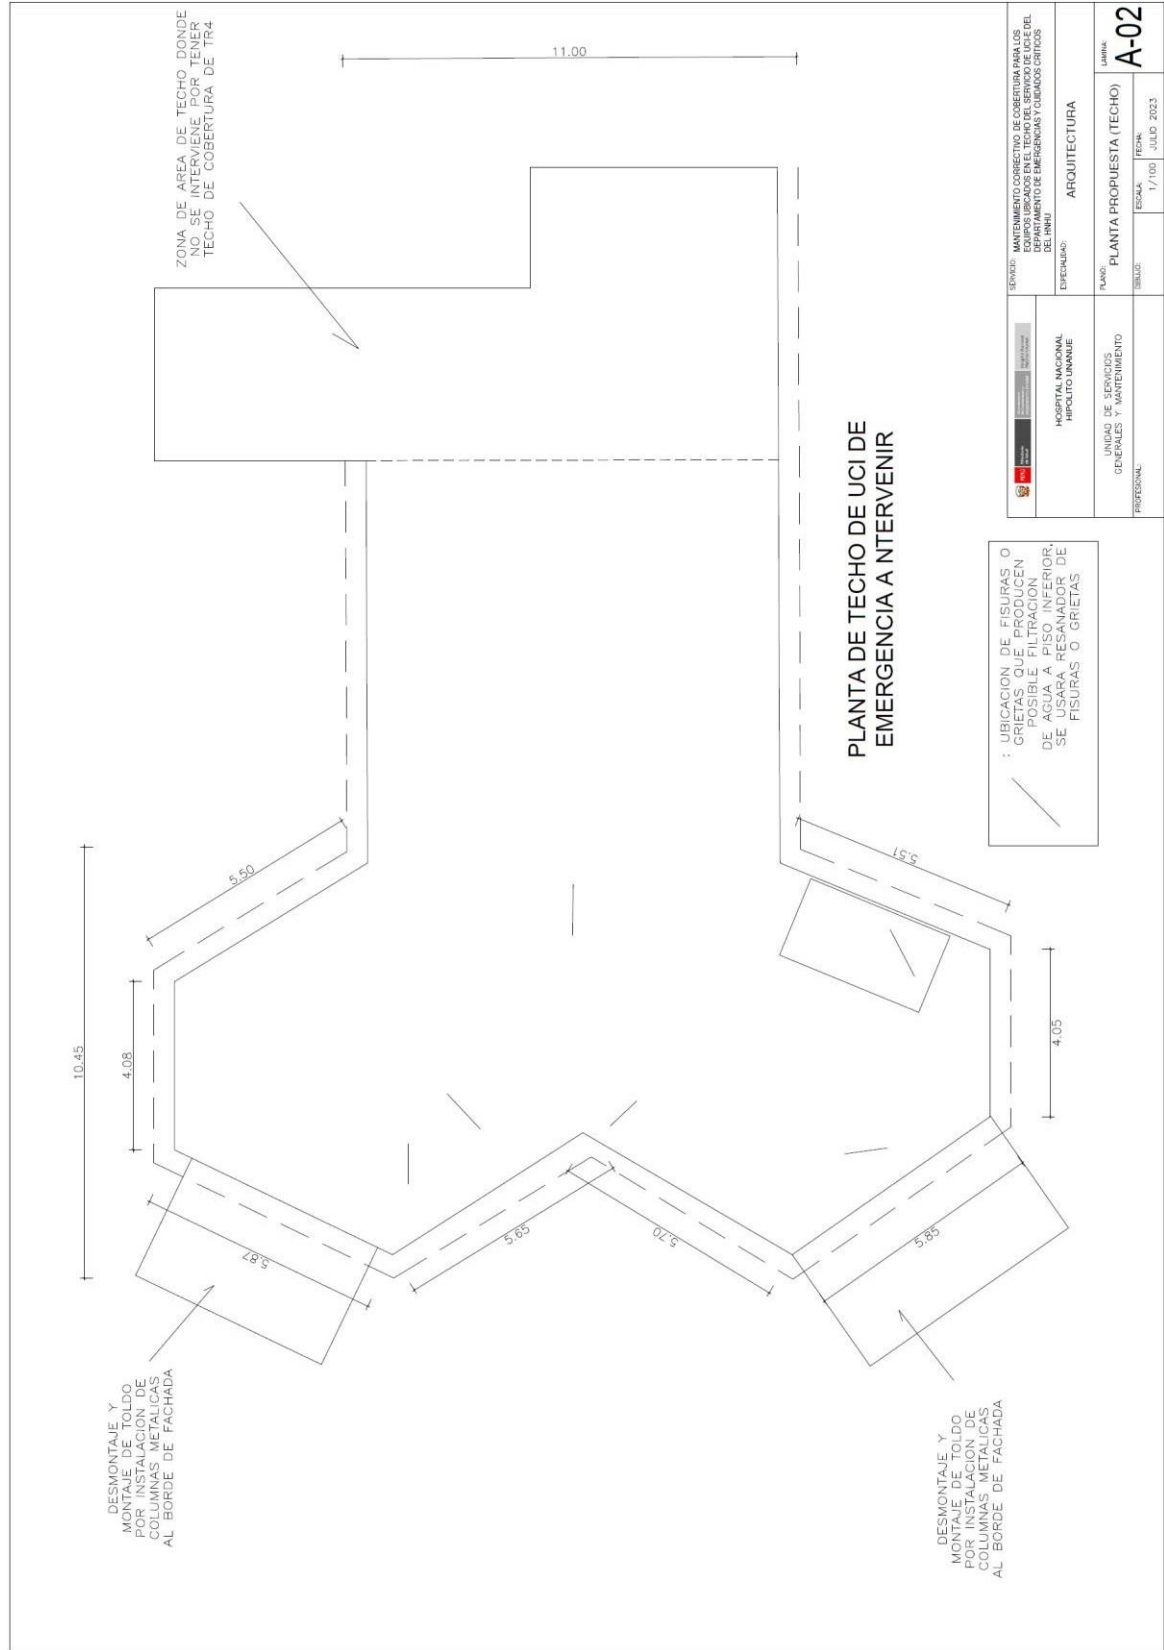 DESMONTAJE Y
MONTAJE DE TOLDO
POR INSTALACION DE
COLUMNAS METALICAS
AL BORDE DE FACHADA
10.45
4.08
5.50
5.87
5.65
5.70
5.85
4.05
5.51
11.00
ZONA DE AREA DE TECHO DONDE
NO SE INTERVIENE POR TENER
TECHO DE COBERTURA DE TR4
DESMONTAJE Y
MONTAJE DE TOLDO
POR INSTALACION DE
COLUMNAS METALICAS
AL BORDE DE FACHADA
PLANTA DE TECHO DE UCI DE
EMERGENCIA A NTERVENIR
: UBICACION DE FISURAS O
GRIETAS QUE PRODUCEN
POSIBLE FILTRACION
DE AGUA A PISO INFERIOR,
SE USARA RESANADOR DE
FISURAS O GRIETAS
PERÚ
HOSPITAL NACIONAL
HIPOLITO UNANUE
UNIDAD DE SERVICIOS
GENERALES Y MANTENIMIENTO
PROFESIONAL:
SERVICIO: MANTENIMIENTO CORRECTIVO DE COBERTURA PARA LOS
EQUIPOS UBICADOS EN EL TECHO DEL SERVICIO DE UCI-E DEL
DEPARTAMENTO DE EMERGENCIAS Y CUIDADOS CRITICOS
DEL HNHU
ESPECIALIDAD:
ARQUITECTURA
PLANO:
PLANTA PROPUESTA (TECHO)
LAMINA:
A-02
DIBUJO:
ESCALA:
1/100
FECHA:
JULIO 2023